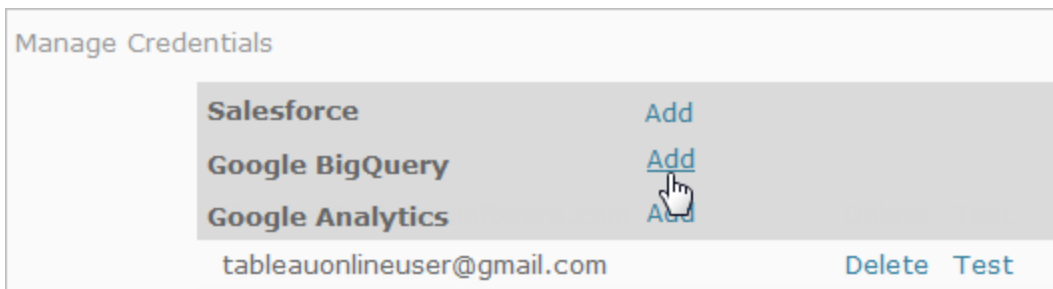 Manage Credentials
Salesforce Add
Google BigQuery Add
Google Analytics Add
tableauonlineuser@gmail.com Delete Test